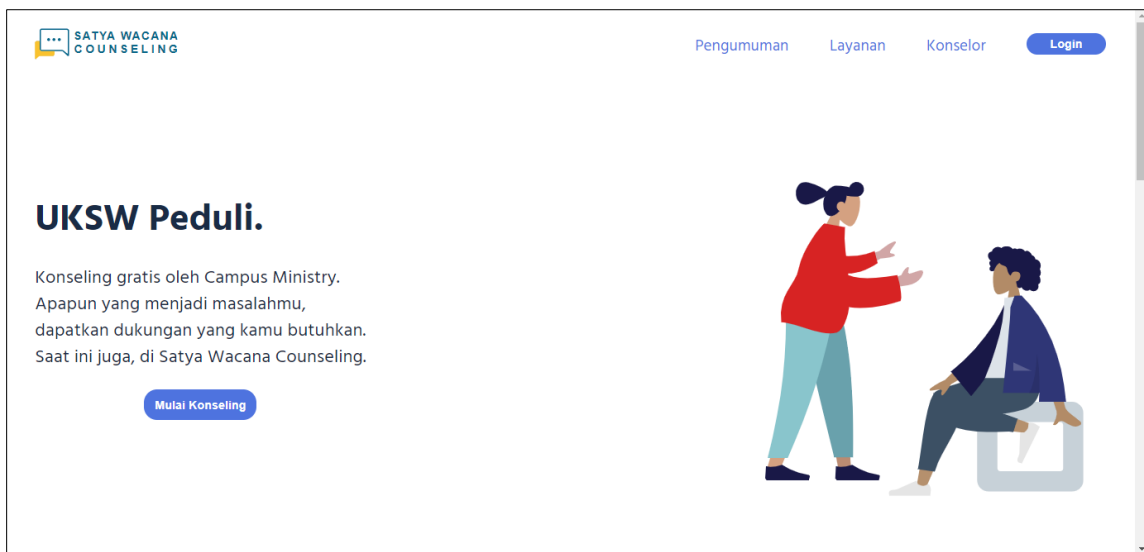 SATYA WACANA
COUNSELING
Pengumuman
Layanan
Konselor
Login
UKSW Peduli.
Konseling gratis oleh Campus Ministry.
Apapun yang menjadi masalahmu,
dapatkan dukungan yang kamu butuhkan.
Saat ini juga, di Satya Wacana Counseling.
Mulai Konseling